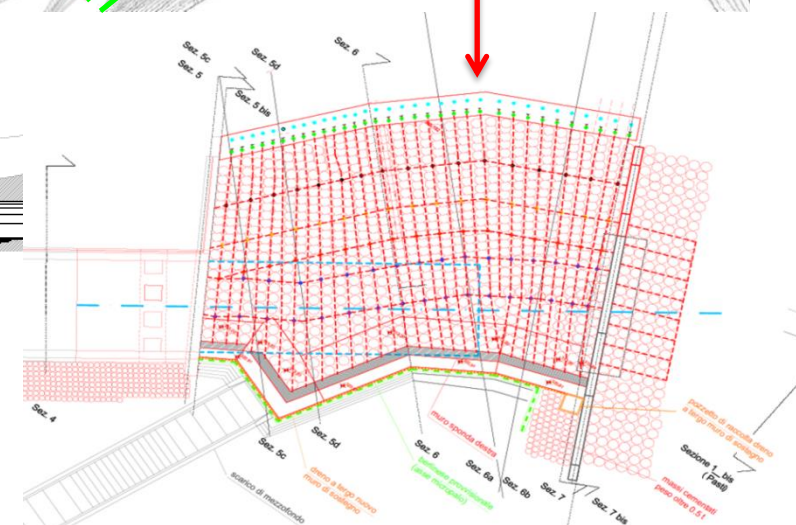 Sez. 5c
Sez. 5
Sez. 5d
Sez. 5 bis
Sez. 6
Sez. 4
Sez. 5c
Sez. 5d
Sez. 6
Sez. 6a
Sez. 6b
Sez. 7
Sez. 7 bis
scarico di mezzofondo
dreno a tergo nuovo
muro di sostegno
muro sponda destra
pozzetto di raccolta dreno
a tergo muro di sostegno
Sezione 1_bis
(Pasti)
massi cementati
peso oltre 0.5 t